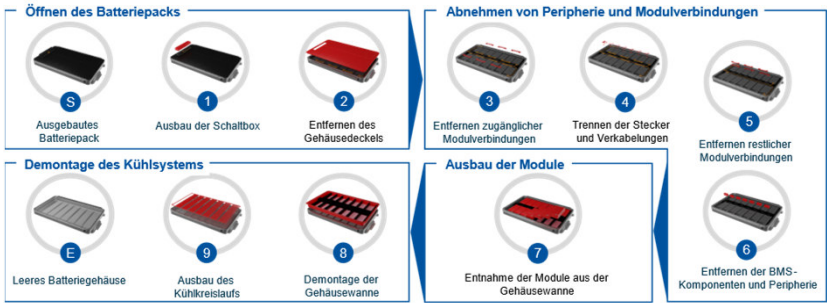 Öffnen des Batteriepacks
S
Ausgebautes
Batteriepack
1
Ausbau der Schaltbox
2
Entfernen des
Gehäusedeckels
Abnehmen von Peripherie und Modulverbindungen
3
Entfernen zugänglicher
Modulverbindungen
4
Trennen der Stecker
und Verkabelungen
5
Entfernen restlicher
Modulverbindungen
6
Entfernen der BMS-
Komponenten und Peripherie
Ausbau der Module
7
Entnahme der Module aus der
Gehäusewanne
Demontage des Kühlsystems
8
Demontage der
Gehäusewanne
9
Ausbau des
Kühlkreislaufs
E
Leeres Batteriegehäuse